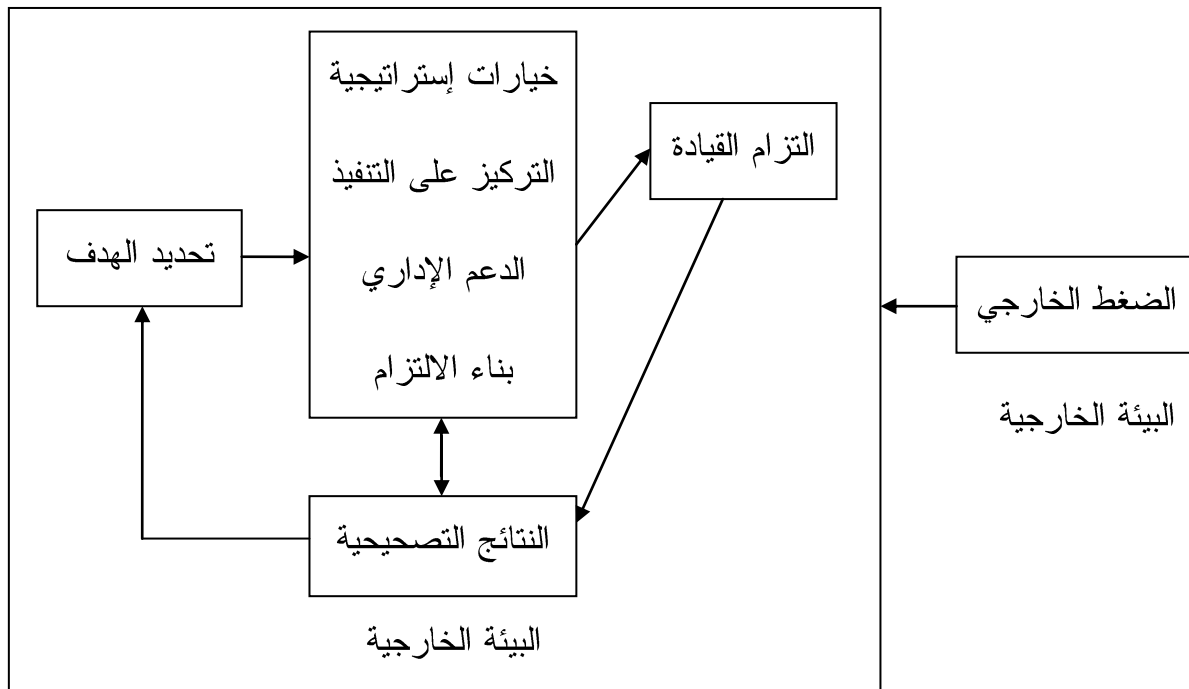 خيارات إستراتيجية
التركيز على التنفيذ
الدعم الإداري
بناء الالتزام
التزام القيادة
تحديد الهدف
الضغط الخارجي
البيئة الخارجية
النتائج التصحيحية
البيئة الخارجية